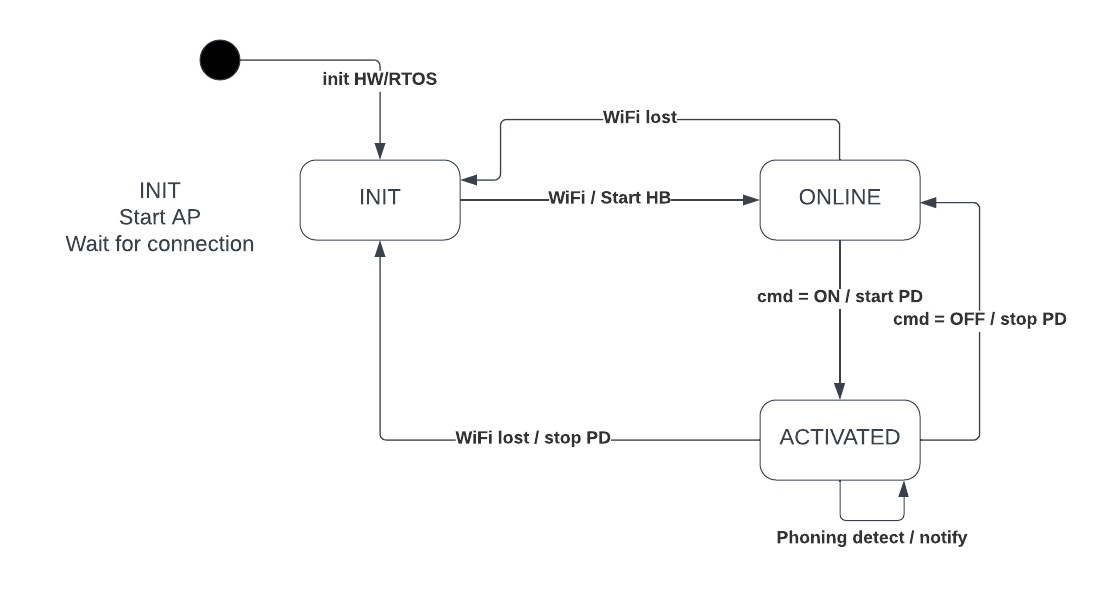 init HW/RTOS
WiFi lost
INIT
Start AP
Wait for connection
INIT
WiFi / Start HB
ONLINE
cmd = ON / start PD
cmd = OFF / stop PD
WiFi lost / stop PD
ACTIVATED
Phoning detect / notify